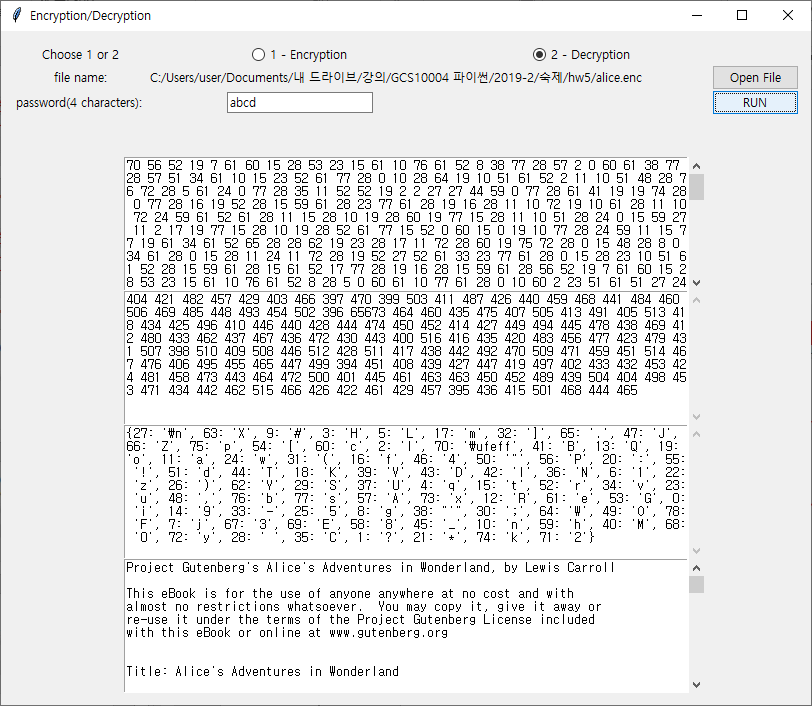 Encryption/Decryption
Choose 1 or 2 1 - Encryption 2 - Decryption
file name: C:/Users/user/Documents/내 드라이브/강의/GCS10004 파이썬/2019-2/숙제/hw5/alice.enc Open File
password(4 characters): abcd RUN
70 56 52 19 7 61 60 15 28 53 23 15 61 10 76 61 52 8 38 77 28 57 2 0 60 61 38 77
28 57 51 34 61 10 15 23 52 61 77 28 0 10 28 64 19 10 51 61 52 2 11 10 51 48 28 7
6 72 28 5 61 24 0 77 28 35 11 52 52 19 2 2 27 27 44 59 0 77 28 61 41 19 19 74 28
0 77 28 16 19 52 28 15 59 61 28 23 77 61 28 19 16 28 11 10 72 19 10 61 28 11 10
72 24 59 61 52 61 28 11 15 28 10 19 28 60 19 77 15 28 11 10 51 28 24 0 15 59 27
11 2 17 19 77 15 28 10 19 28 52 61 77 15 52 0 60 15 0 19 10 77 28 24 59 11 15 7
7 19 61 34 61 52 65 28 28 62 19 23 28 17 11 72 28 60 19 75 72 28 0 15 48 28 8 0
34 61 28 0 15 28 11 24 11 72 28 19 52 27 52 61 33 23 77 61 28 0 15 28 23 10 51 6
1 52 28 15 59 61 28 15 61 52 17 77 28 19 16 28 15 59 61 28 56 52 19 7 61 60 15 2
8 53 23 15 61 10 76 61 52 8 28 5 0 60 61 10 77 61 28 0 10 60 2 23 51 61 51 27 24
404 421 482 457 429 403 466 397 470 399 503 411 487 426 440 459 468 441 484 460
506 469 485 448 493 454 502 396 65673 464 460 435 475 407 505 413 491 405 513 41
8 434 425 496 410 446 440 428 444 474 450 452 414 427 449 494 445 478 438 469 41
2 480 433 462 437 467 436 472 430 443 400 516 416 435 420 483 456 477 423 479 43
1 507 398 510 409 508 446 512 428 511 417 438 442 492 470 509 471 459 451 514 46
7 476 406 495 455 465 447 499 394 451 408 439 427 447 419 497 402 433 432 453 42
4 481 458 473 443 464 472 500 401 445 461 463 463 450 452 489 439 504 404 498 45
3 471 434 442 462 515 466 426 422 461 429 457 395 436 415 501 468 444 465
{27: '₩n', 63: 'X', 9: '#', 3: 'H', 5: 'L', 17: 'm', 32: ']', 65: '.', 47: 'J',
66: 'Z', 75: 'p', 54: '[', 60: 'c', 2: 'l', 70: '₩ufeff', 41: 'B', 13: 'Q', 19:
'o', 11: 'a', 24: 'w', 31: '(', 16: 'f', 46: '4', 50: '"', 56: 'P', 20: ':', 55:
'!', 51: 'd', 44: 'T', 18: 'K', 39: 'V', 43: 'D', 42: 'I', 36: 'N', 6: '1', 22:
'z', 26: ')', 62: 'Y', 29: 'S', 37: 'U', 4: 'q', 15: 't', 52: 'r', 34: 'v', 23:
'u', 48: ',', 76: 'b', 77: 's', 57: 'A', 73: 'x', 12: 'R', 61: 'e', 53: 'G', 0:
'i', 14: '9', 33: '-', 25: '5', 8: 'g', 38: "'", 30: ';', 64: 'W', 49: 'O', 78:
'F', 7: 'j', 67: '3', 69: 'E', 58: '8', 45: '_', 10: 'n', 59: 'h', 40: 'M', 68:
'0', 72: 'y', 28: ' ', 35: 'C', 1: '?', 21: '*', 74: 'k', 71: '2'}
Project Gutenberg's Alice's Adventures in Wonderland, by Lewis Carroll
This eBook is for the use of anyone anywhere at no cost and with
almost no restrictions whatsoever.  You may copy it, give it away or
re-use it under the terms of the Project Gutenberg License included
with this eBook or online at www.gutenberg.org
Title: Alice's Adventures in Wonderland